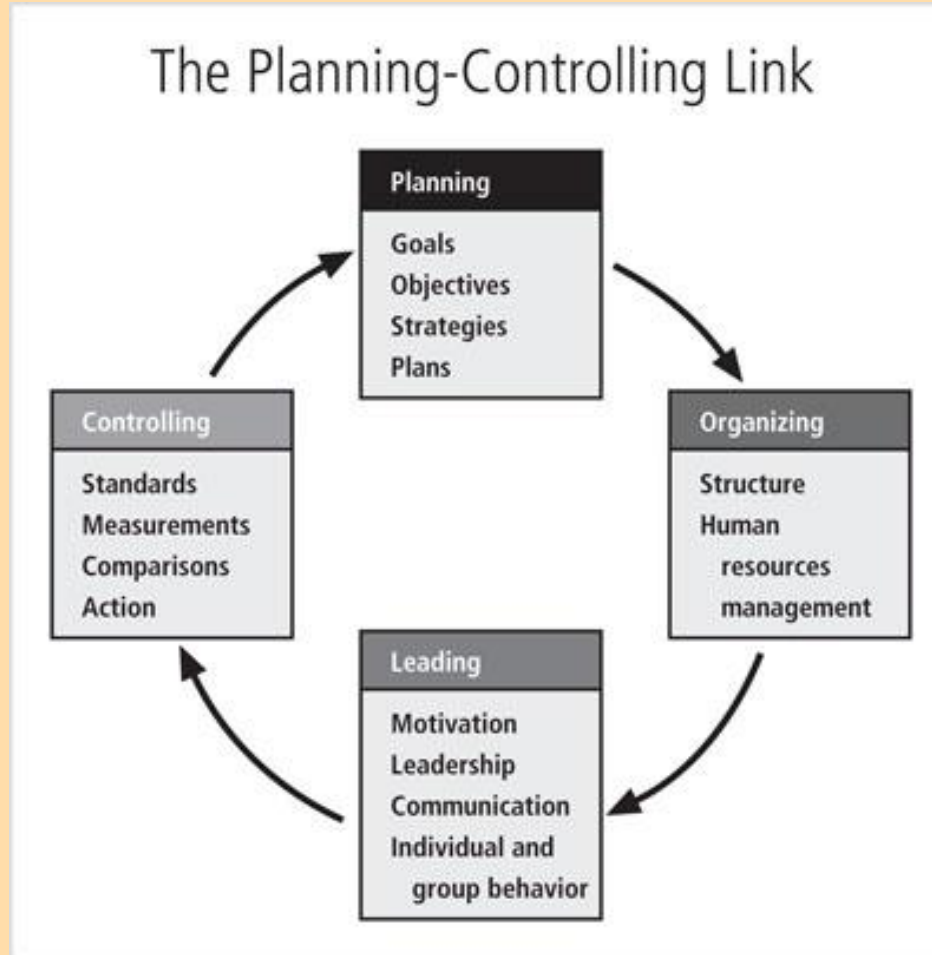 The Planning-Controlling Link
Planning
Goals
Objectives
Strategies
Plans
Controlling
Standards
Measurements
Comparisons
Action
Organizing
Structure
Human
resources
management
Leading
Motivation
Leadership
Communication
Individual and
group behavior